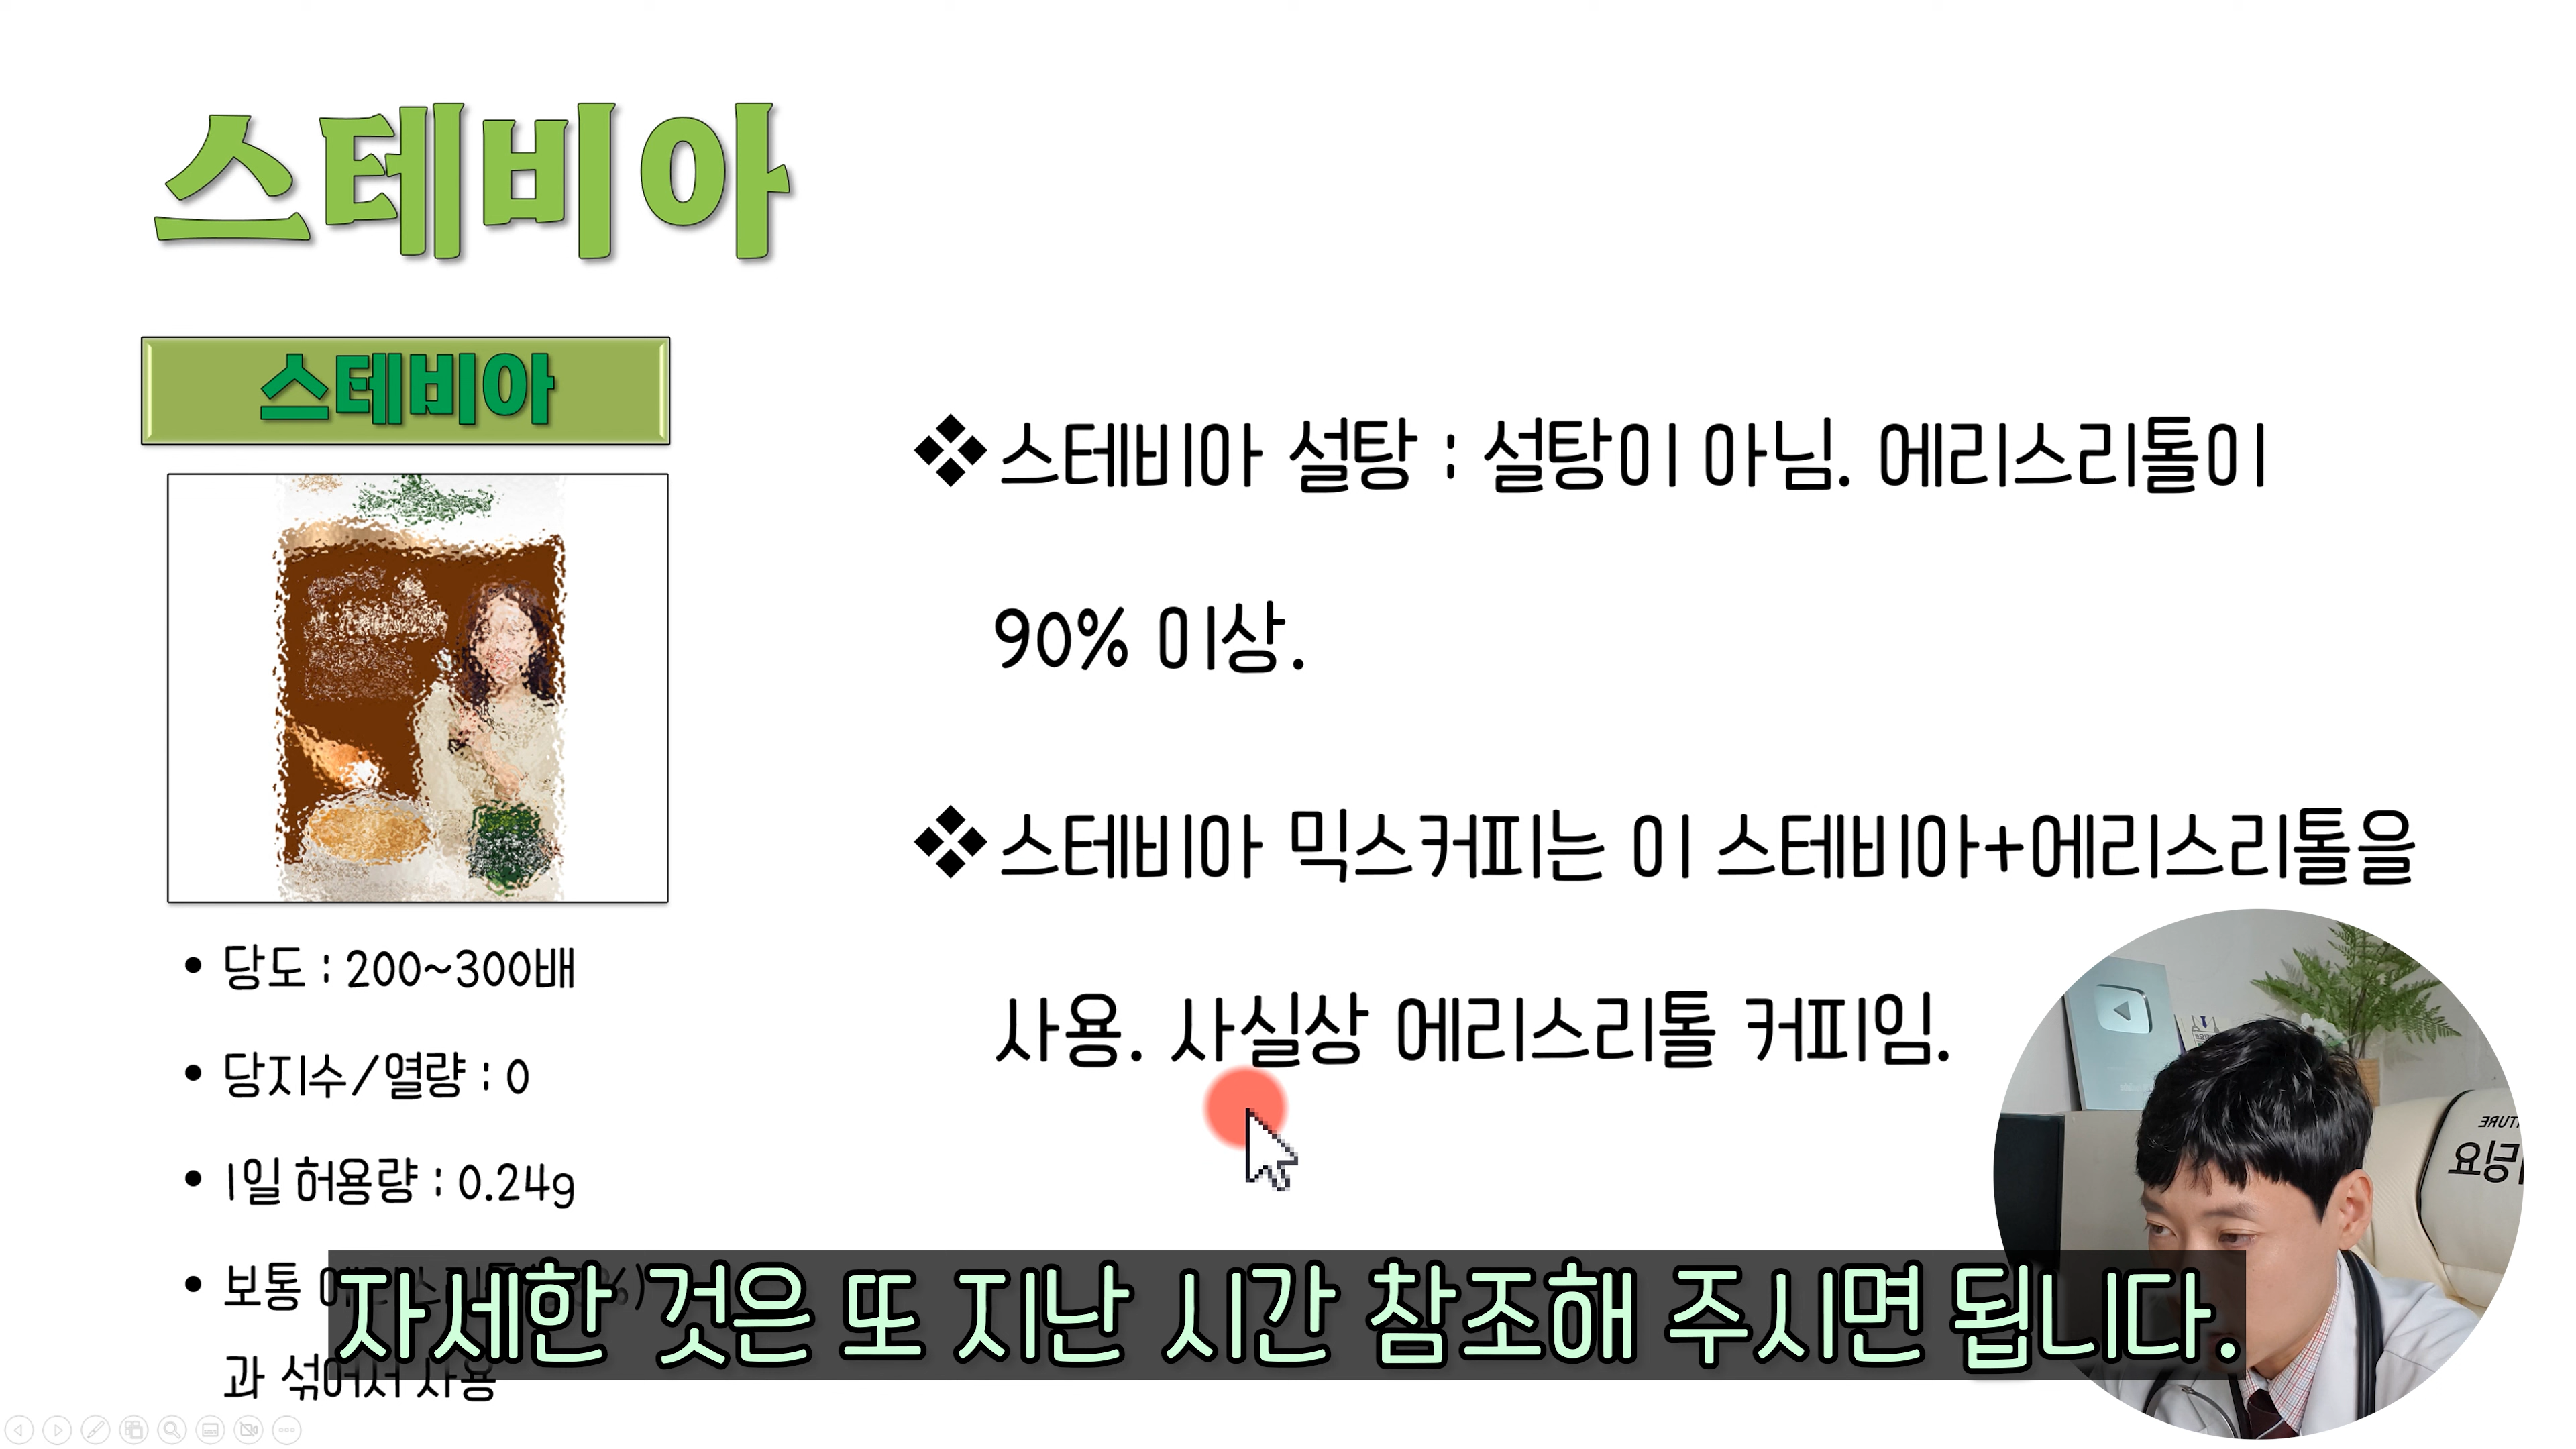 스테비아
스테비아
❖스테비아 설탕 : 설탕이 아님. 에리스리톨이
90% 이상.
❖스테비아 믹스커피는 이 스테비아+에리스리톨을
사용. 사실상 에리스리톨 커피임.
• 당도 : 200~300배
• 당지수/열량 : 0
• 1일 허용량 : 0.24g
• 보통
과 섞어서 사용
자세한 것은 또 지난 시간 참조해 주시면 됩니다.